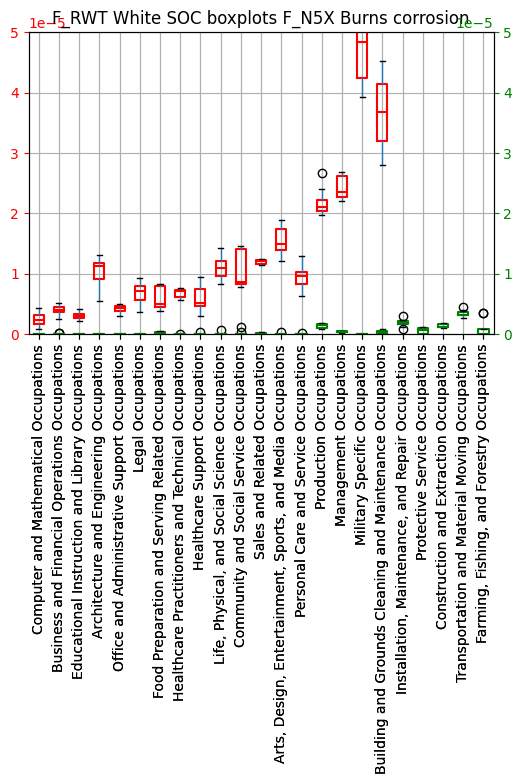 F_RWT White SOC boxplots F_N5X Burns corrosion
1e−5
1e−5
5
4
3
2
1
0
5
4
3
2
1
0
Computer and Mathematical Occupations
Business and Financial Operations Occupations
Educational Instruction and Library Occupations
Architecture and Engineering Occupations
Office and Administrative Support Occupations
Legal Occupations
Food Preparation and Serving Related Occupations
Healthcare Practitioners and Technical Occupations
Healthcare Support Occupations
Life, Physical, and Social Science Occupations
Community and Social Service Occupations
Sales and Related Occupations
Arts, Design, Entertainment, Sports, and Media Occupations
Personal Care and Service Occupations
Production Occupations
Management Occupations
Military Specific Occupations
Building and Grounds Cleaning and Maintenance Occupations
Installation, Maintenance, and Repair Occupations
Protective Service Occupations
Construction and Extraction Occupations
Transportation and Material Moving Occupations
Farming, Fishing, and Forestry Occupations